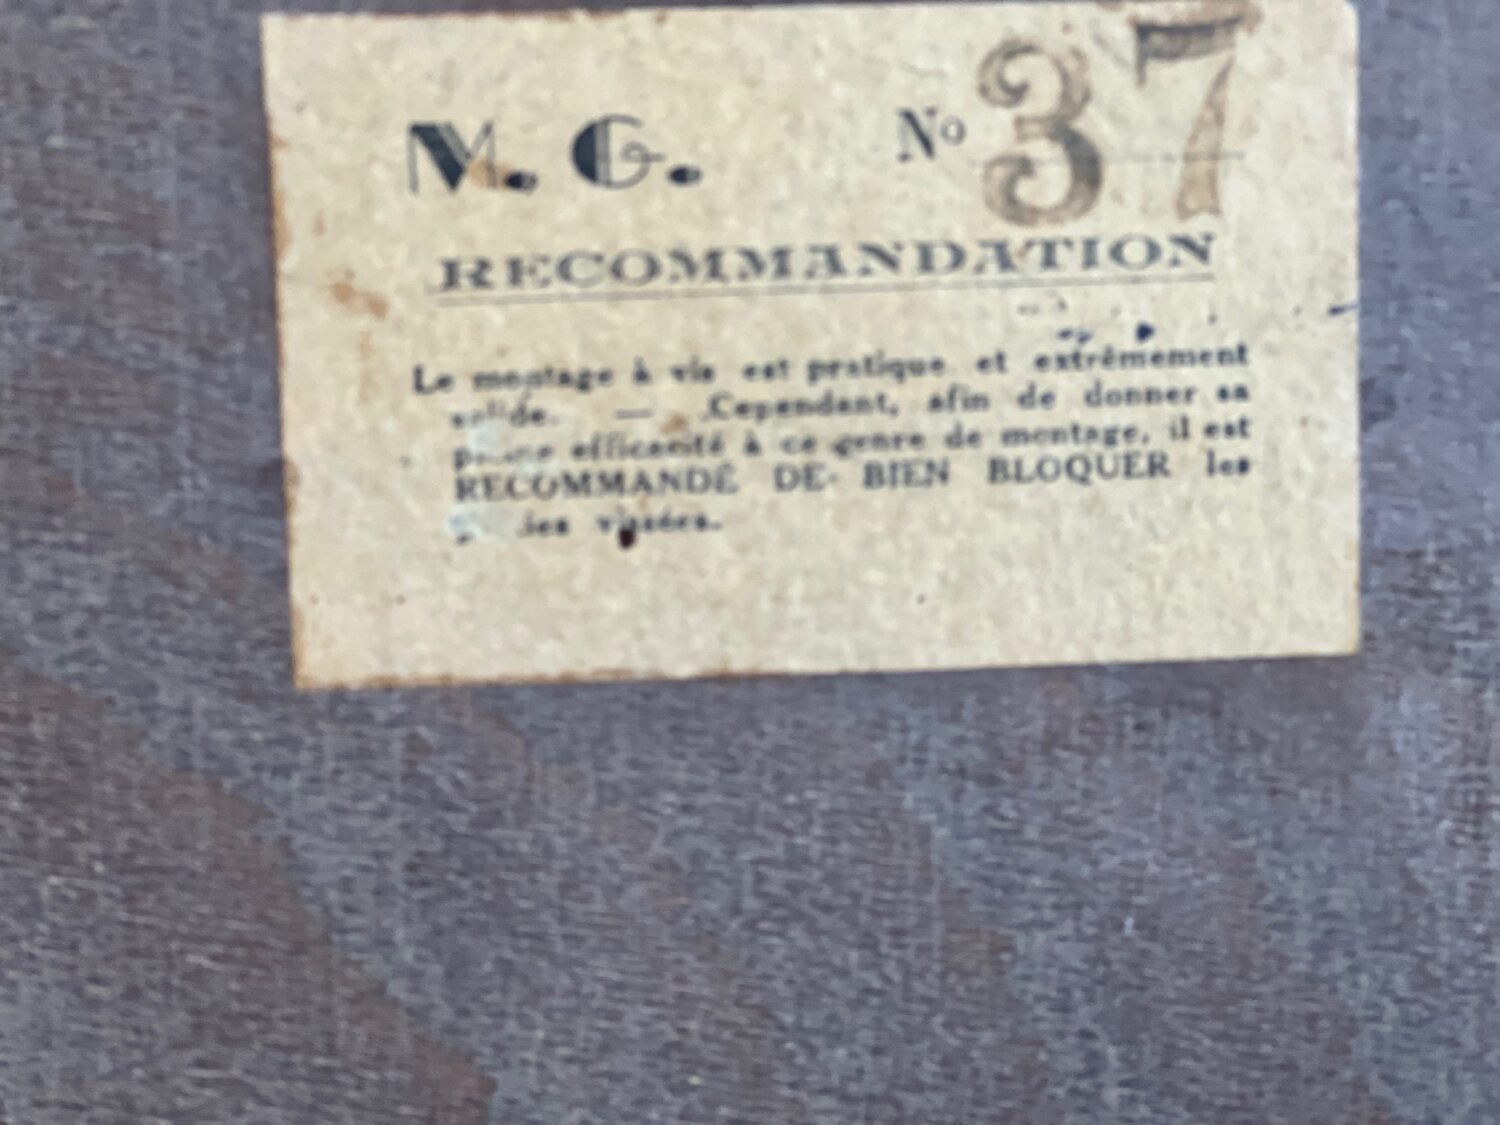 M. G. No 37
RECOMMANDATION
Le montage à vis est pratique et extrêmement
solide. — Cependant, afin de donner sa
pleine efficacité à ce genre de montage, il est
RECOMMANDÉ DE BIEN BLOQUER les
vissées.